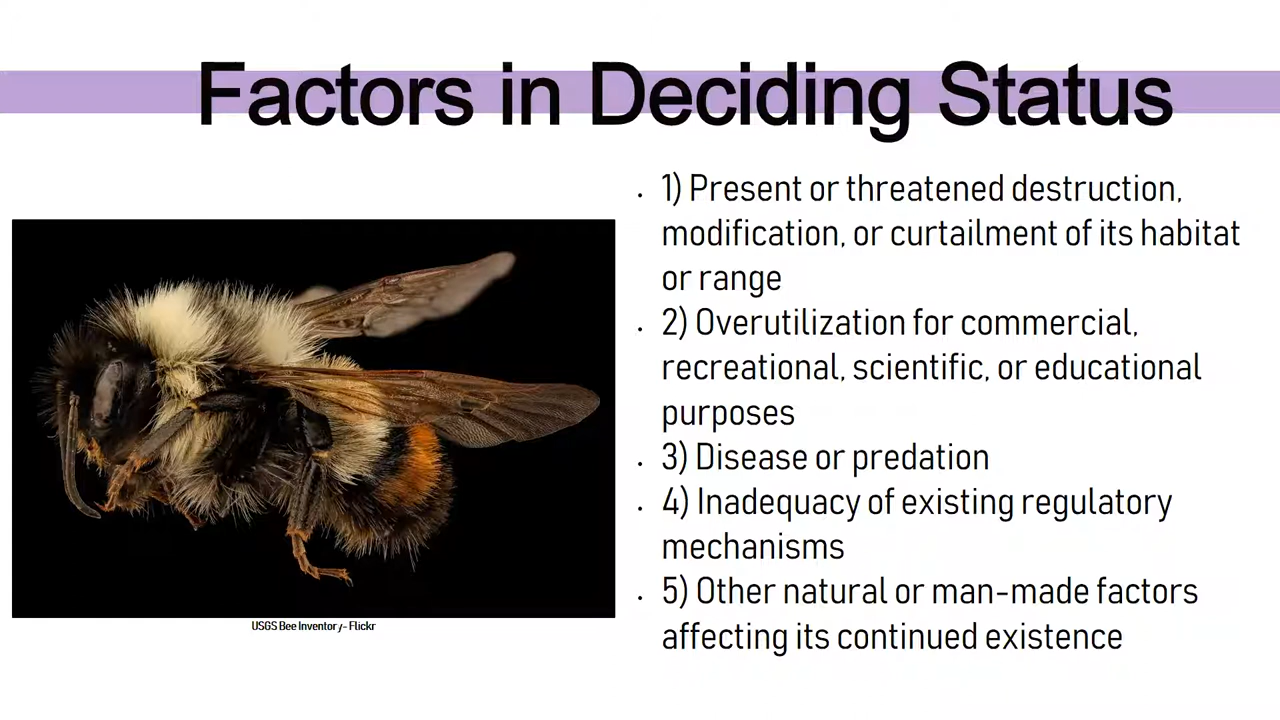 Factors in Deciding Status
• 1) Present or threatened destruction,
modification, or curtailment of its habitat
or range
• 2) Overutilization for commercial,
recreational, scientific, or educational
purposes
• 3) Disease or predation
• 4) Inadequacy of existing regulatory
mechanisms
• 5) Other natural or man-made factors
affecting its continued existence
USGS Bee Inventory- Flickr